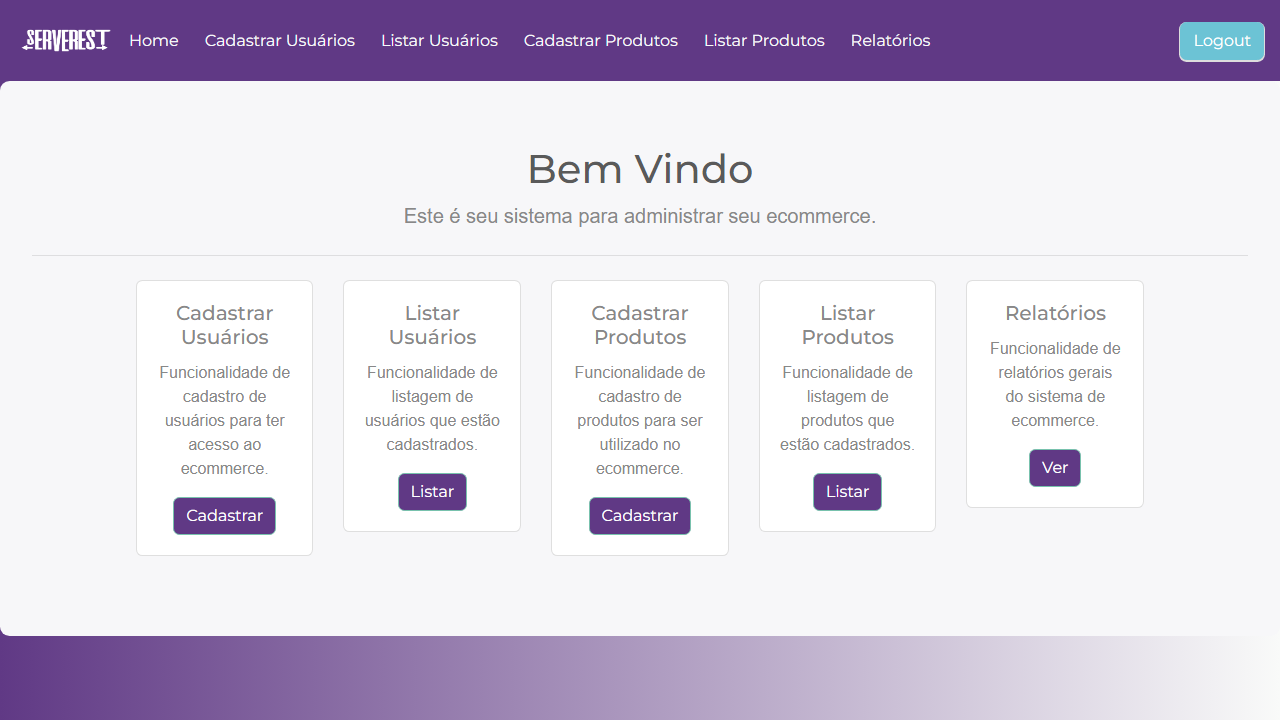 SERVEREST Home Cadastrar Usuários Listar Usuários Cadastrar Produtos Listar Produtos Relatórios Logout
Bem Vindo
Este é seu sistema para administrar seu ecommerce.
Cadastrar
Usuários
Funcionalidade de
cadastro de
usuários para ter
acesso ao
ecommerce.
Cadastrar
Listar
Usuários
Funcionalidade de
listagem de
usuários que estão
cadastrados.
Listar
Cadastrar
Produtos
Funcionalidade de
cadastro de
produtos para ser
utilizado no
ecommerce.
Cadastrar
Listar
Produtos
Funcionalidade de
listagem de
produtos que
estão cadastrados.
Listar
Relatórios
Funcionalidade de
relatórios gerais
do sistema de
ecommerce.
Ver